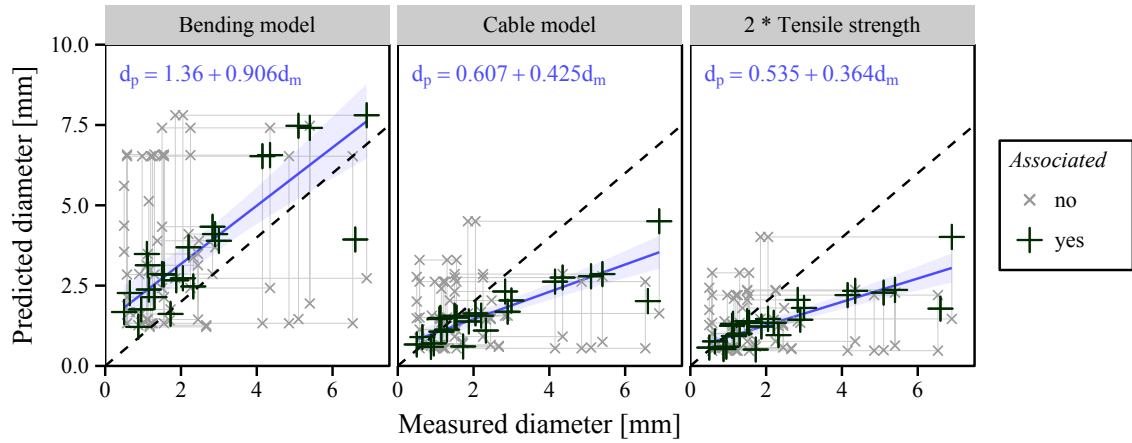 Bending model
Cable model
2 * Tensile strength
Predicted diameter [mm]
10.0
7.5
5.0
2.5
0.0
d_p = 1.36 + 0.906d_m
d_p = 0.607 + 0.425d_m
d_p = 0.535 + 0.364d_m
0 2 4 6
0 2 4 6
0 2 4 6
Measured diameter [mm]
Associated
no
yes